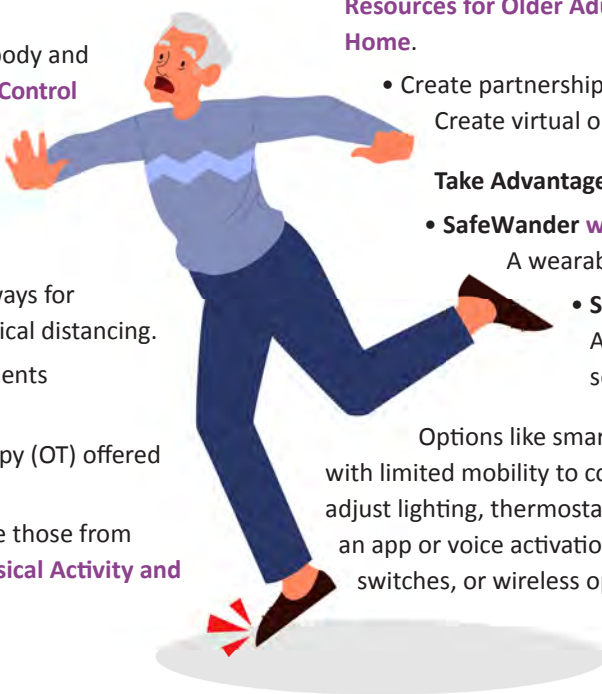 body and
Control
ways for
ical distancing.
ents
py (OT) offered
e those from
sical Activity and
Resources for Older Adu
Home.
• Create partnership
Create virtual o
Take Advantage
• SafeWander w
A wearab
• S
A
se
Options like smar
with limited mobility to co
adjust lighting, thermosta
an app or voice activatio
switches, or wireless op